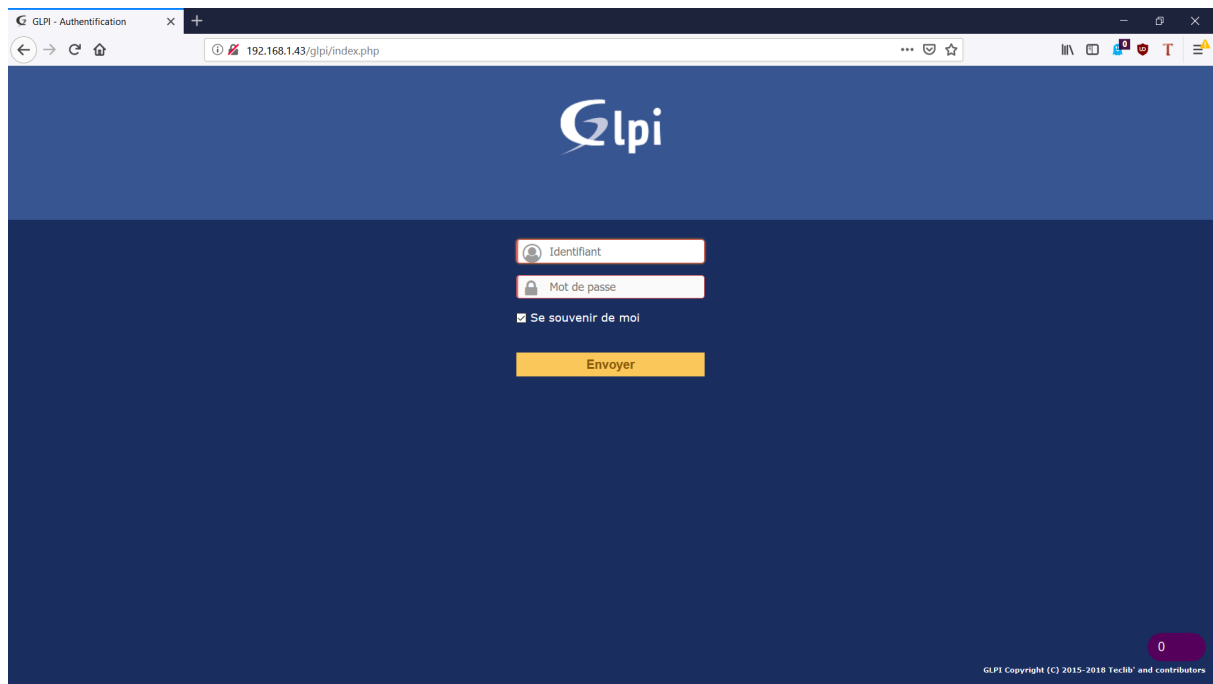 GLPI - Authentification
192.168.1.43/glpi/index.php
0
T
Glpi
Identifiant
Mot de passe
Se souvenir de moi
Envoyer
0
GLPI Copyright (C) 2015-2018 Teclib' and contributors